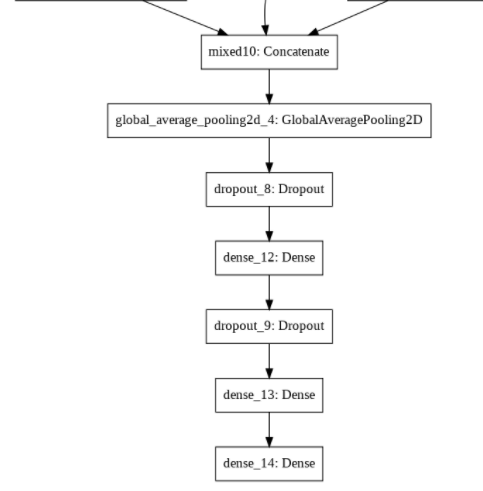 mixed10: Concatenate
global_average_pooling2d_4: GlobalAveragePooling2D
dropout_8: Dropout
dense_12: Dense
dropout_9: Dropout
dense_13: Dense
dense_14: Dense